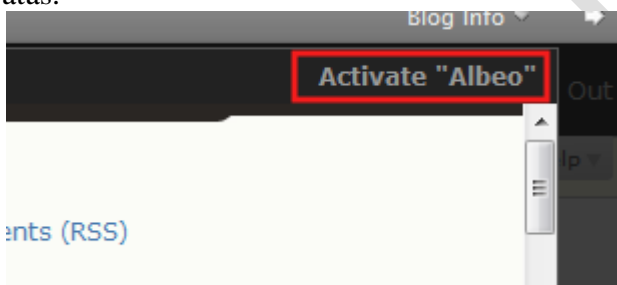 atas.
Blog Info
Activate "Albeo"
Out
lp
ents (RSS)